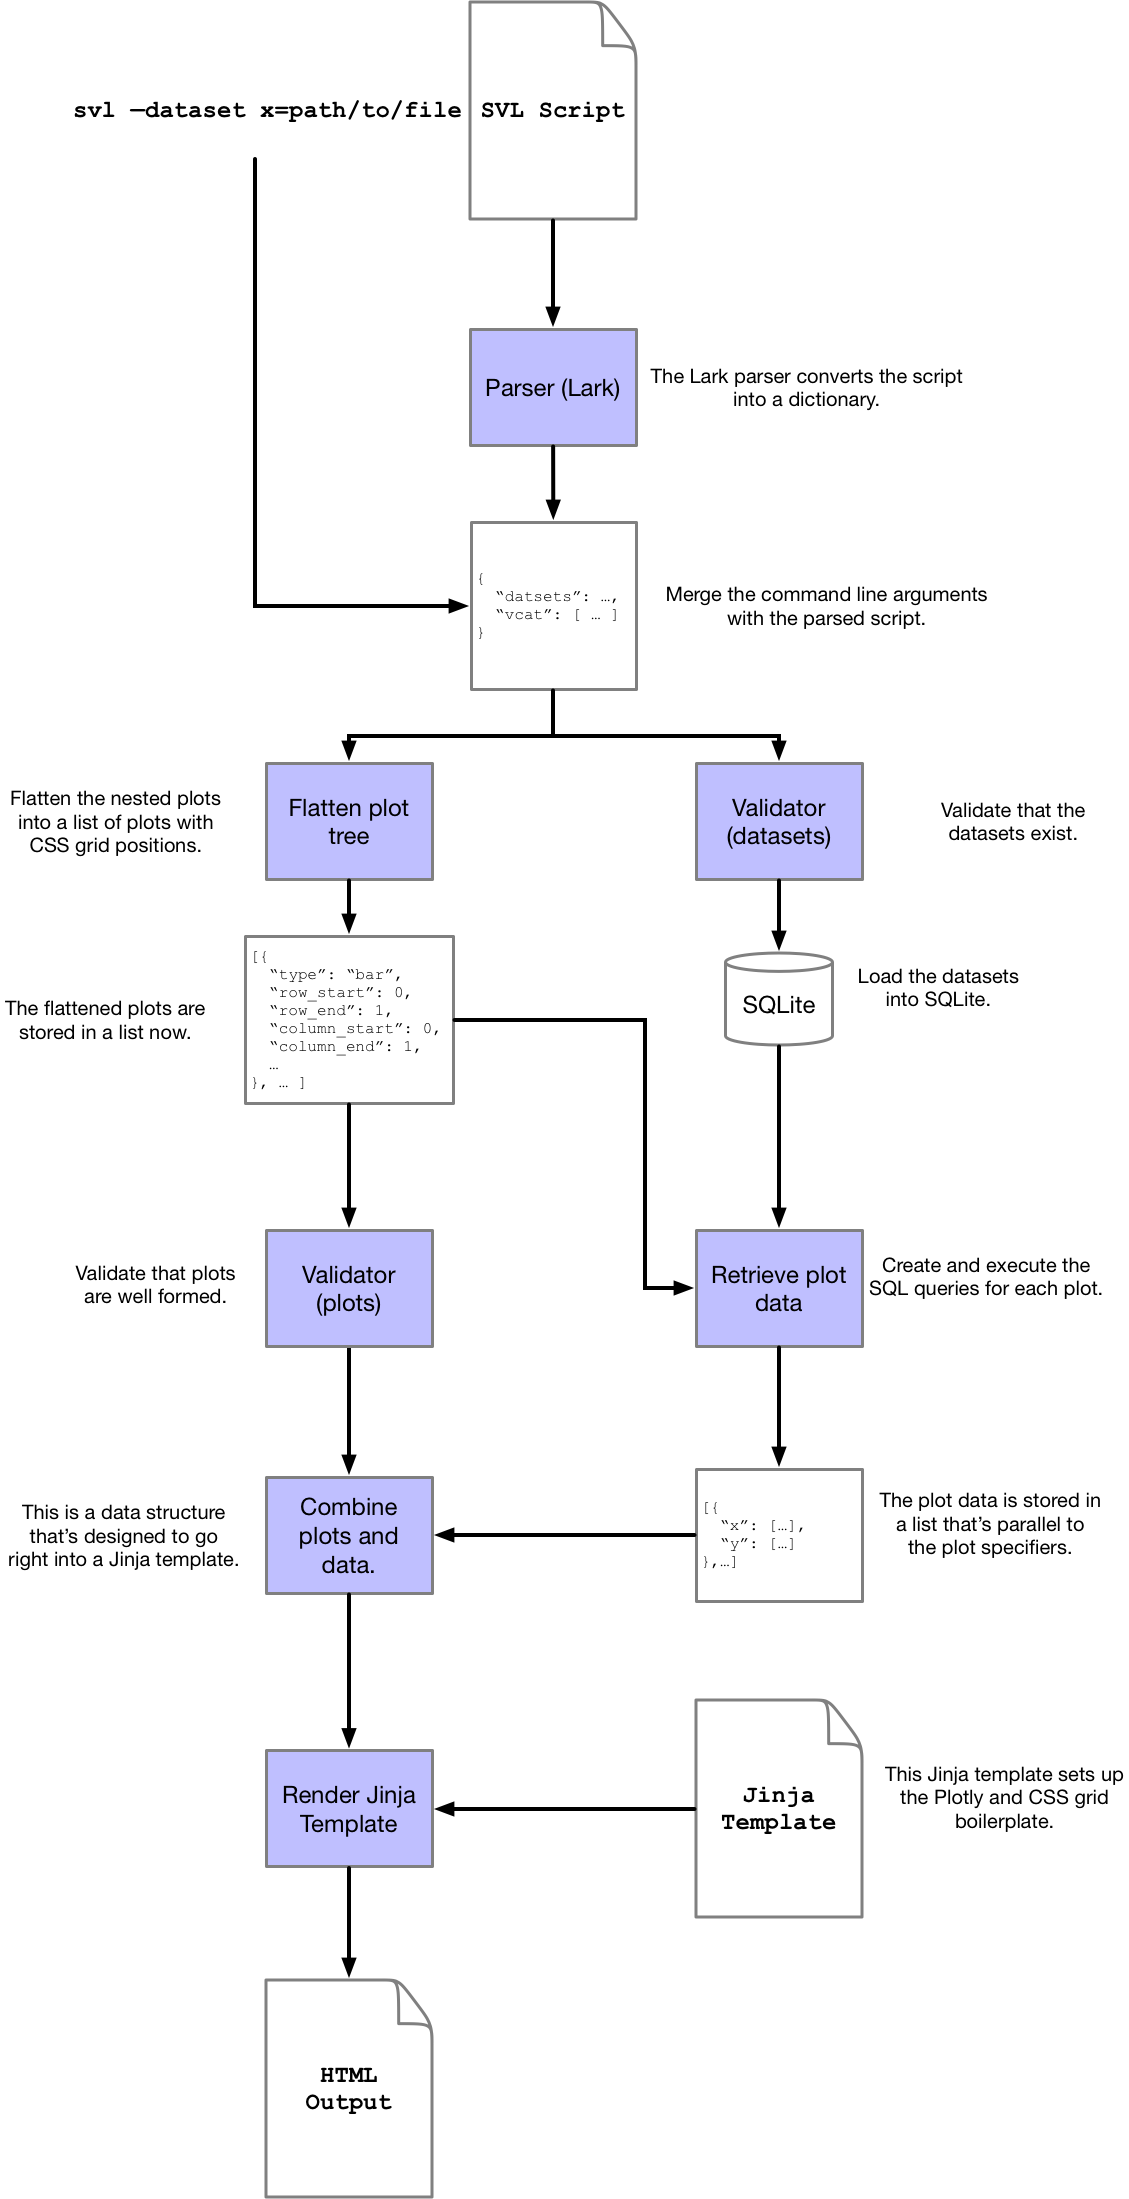 svl —dataset x=path/to/file
SVL Script
Parser (Lark)
The Lark parser converts the script
into a dictionary.
{
“datsets”: …,
“vcat”: [ … ]
}
Merge the command line arguments
with the parsed script.
Flatten the nested plots
into a list of plots with
CSS grid positions.
Flatten plot
tree
Validator
(datasets)
Validate that the
datasets exist.
The flattened plots are
stored in a list now.
[{
“type”: “bar”,
“row_start”: 0,
“row_end”: 1,
“column_start”: 0,
“column_end”: 1,
…
}, … ]
SQLite
Load the datasets
into SQLite.
Validate that plots
are well formed.
Validator
(plots)
Retrieve plot
data
Create and execute the
SQL queries for each plot.
This is a data structure
that’s designed to go
right into a Jinja template.
Combine
plots and
data.
[{
“x”: […],
“y”: […]
},…]
The plot data is stored in
a list that’s parallel to
the plot specifiers.
Render Jinja
Template
Jinja
Template
This Jinja template sets up
the Plotly and CSS grid
boilerplate.
HTML
Output